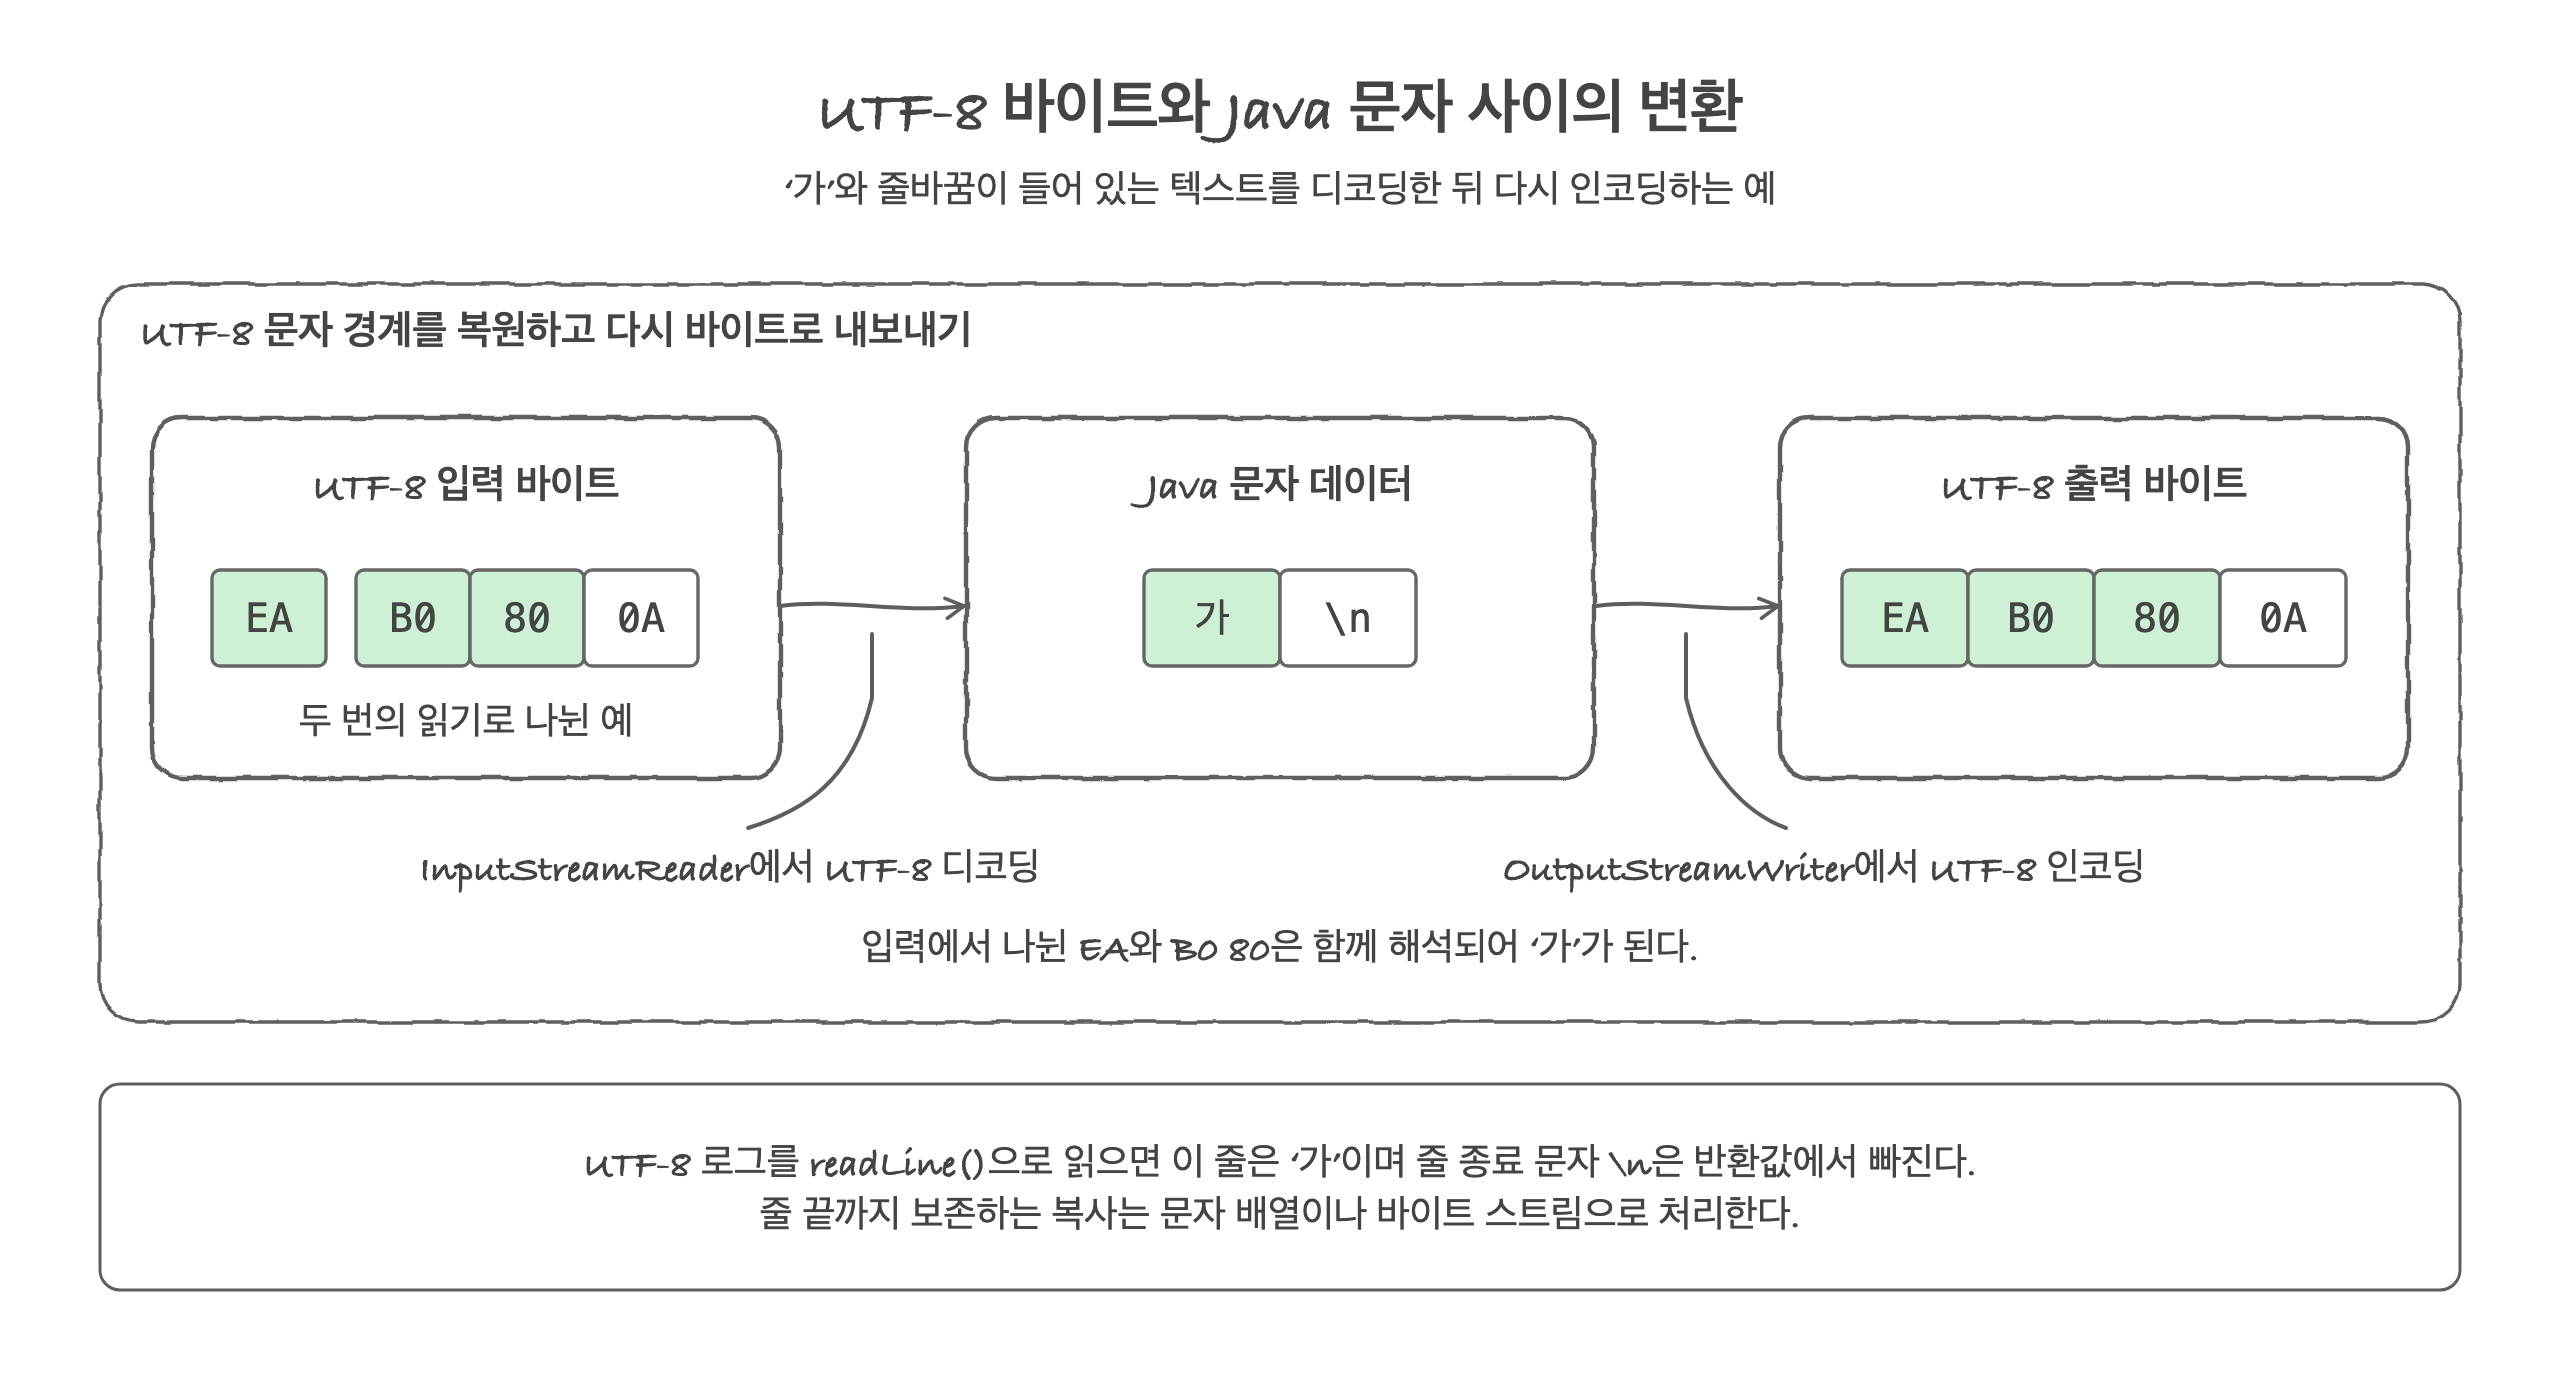 UTF-8 바이트와 Java 문자 사이의 변환
‘가’와 줄바꿈이 들어 있는 텍스트를 디코딩한 뒤 다시 인코딩하는 예
UTF-8 문자 경계를 복원하고 다시 바이트로 내보내기
UTF-8 입력 바이트
EA B0 80 0A
두 번의 읽기로 나뉜 예
Java 문자 데이터
가 \n
UTF-8 출력 바이트
EA B0 80 0A
InputStreamReader에서 UTF-8 디코딩
OutputStreamWriter에서 UTF-8 인코딩
입력에서 나뉜 EA와 B0 80은 함께 해석되어 ‘가’가 된다.
UTF-8 로그를 readLine()으로 읽으면 이 줄은 ‘가’이며 줄 종료 문자 \n은 반환값에서 빠진다.
줄 끝까지 보존하는 복사는 문자 배열이나 바이트 스트림으로 처리한다.